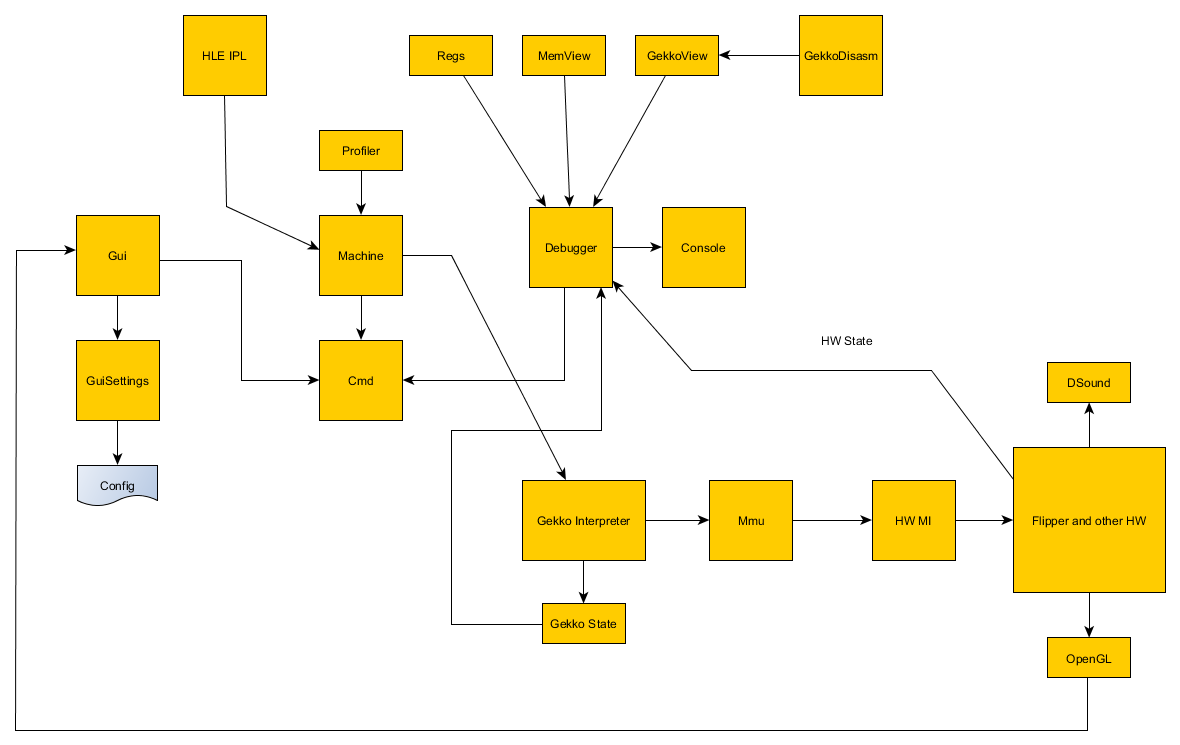 HLE IPL
Regs
MemView
GekkoView
GekkoDisasm
Profiler
Gui
Machine
Debugger
Console
HW State
GuiSettings
Cmd
DSound
Config
Gekko Interpreter
Mmu
HW MI
Flipper and other HW
Gekko State
OpenGL